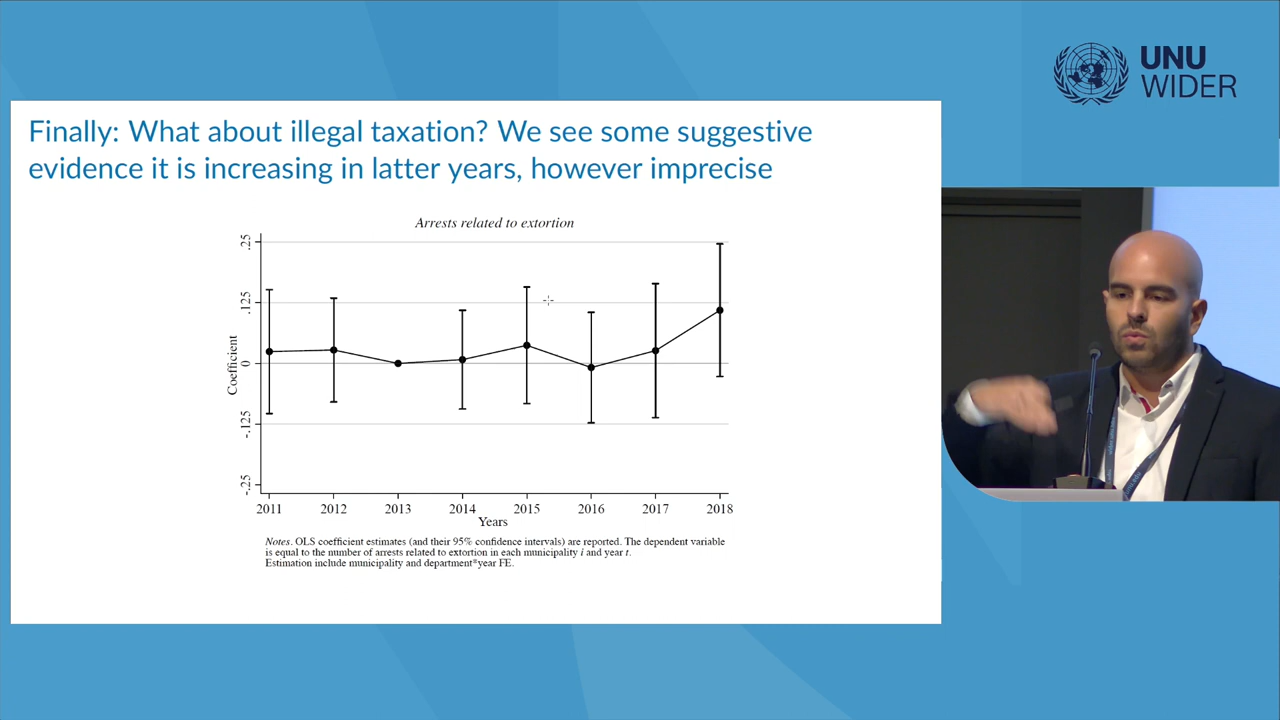 UNU
WIDER
Finally: What about illegal taxation? We see some suggestive
evidence it is increasing in latter years, however imprecise
Arrests related to extortion
.25
.125
0
-.125
-.25
Coefficient
2011 2012 2013 2014 2015 2016 2017 2018
Years
Notes. OLS coefficient estimates (and their 95% confidence intervals) are reported. The dependent variable
is equal to the number of arrests related to extortion in each municipality i and year t.
Estimation include municipality and department*year FE.